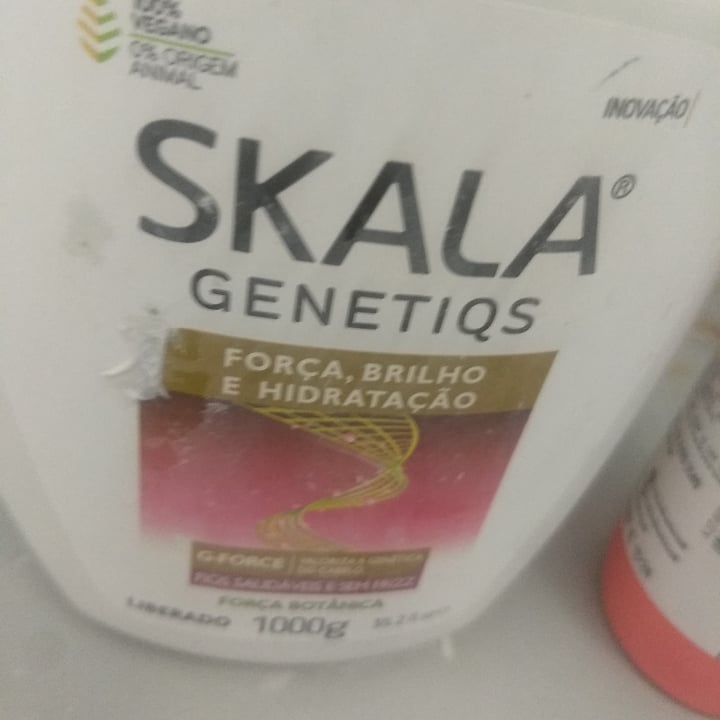 100%
VEGANO
0% ORIGEM
ANIMAL
INOVAÇÃO
SKALA®
GENETIQS
FORÇA, BRILHO
E HIDRATAÇÃO
G-FORCE
FIOS SAUDÁVEIS E SEM FRIZZ
FORÇA BOTÂNICA
LIBERADO 1000g